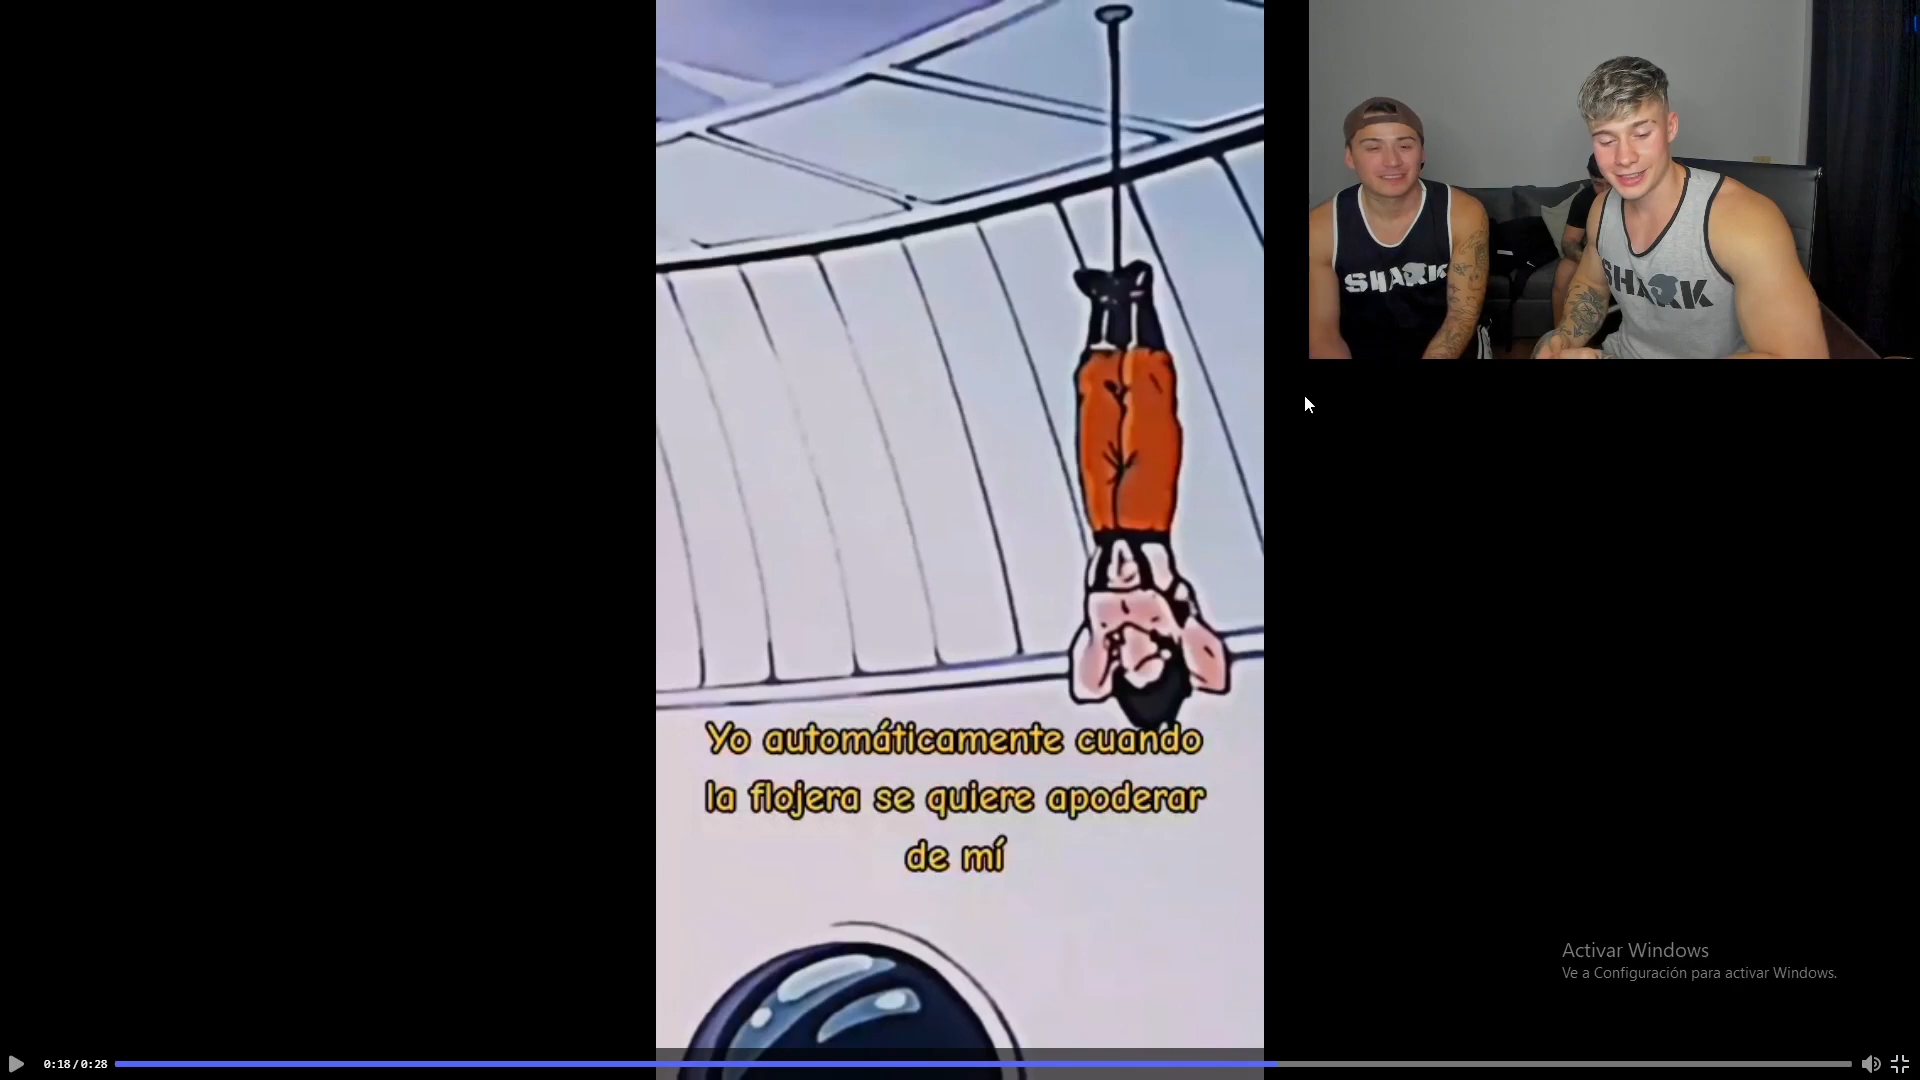 SHARK
SHARK
Yo automáticamente cuando
la flojera se quiere apoderar
de mí
Activar Windows
Ve a Configuración para activar Windows.
0:18/0:28